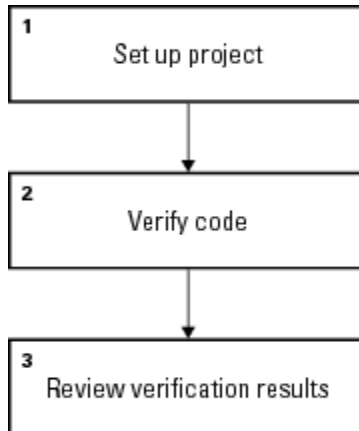 1
Set up project
2
Verify code
3
Review verification results